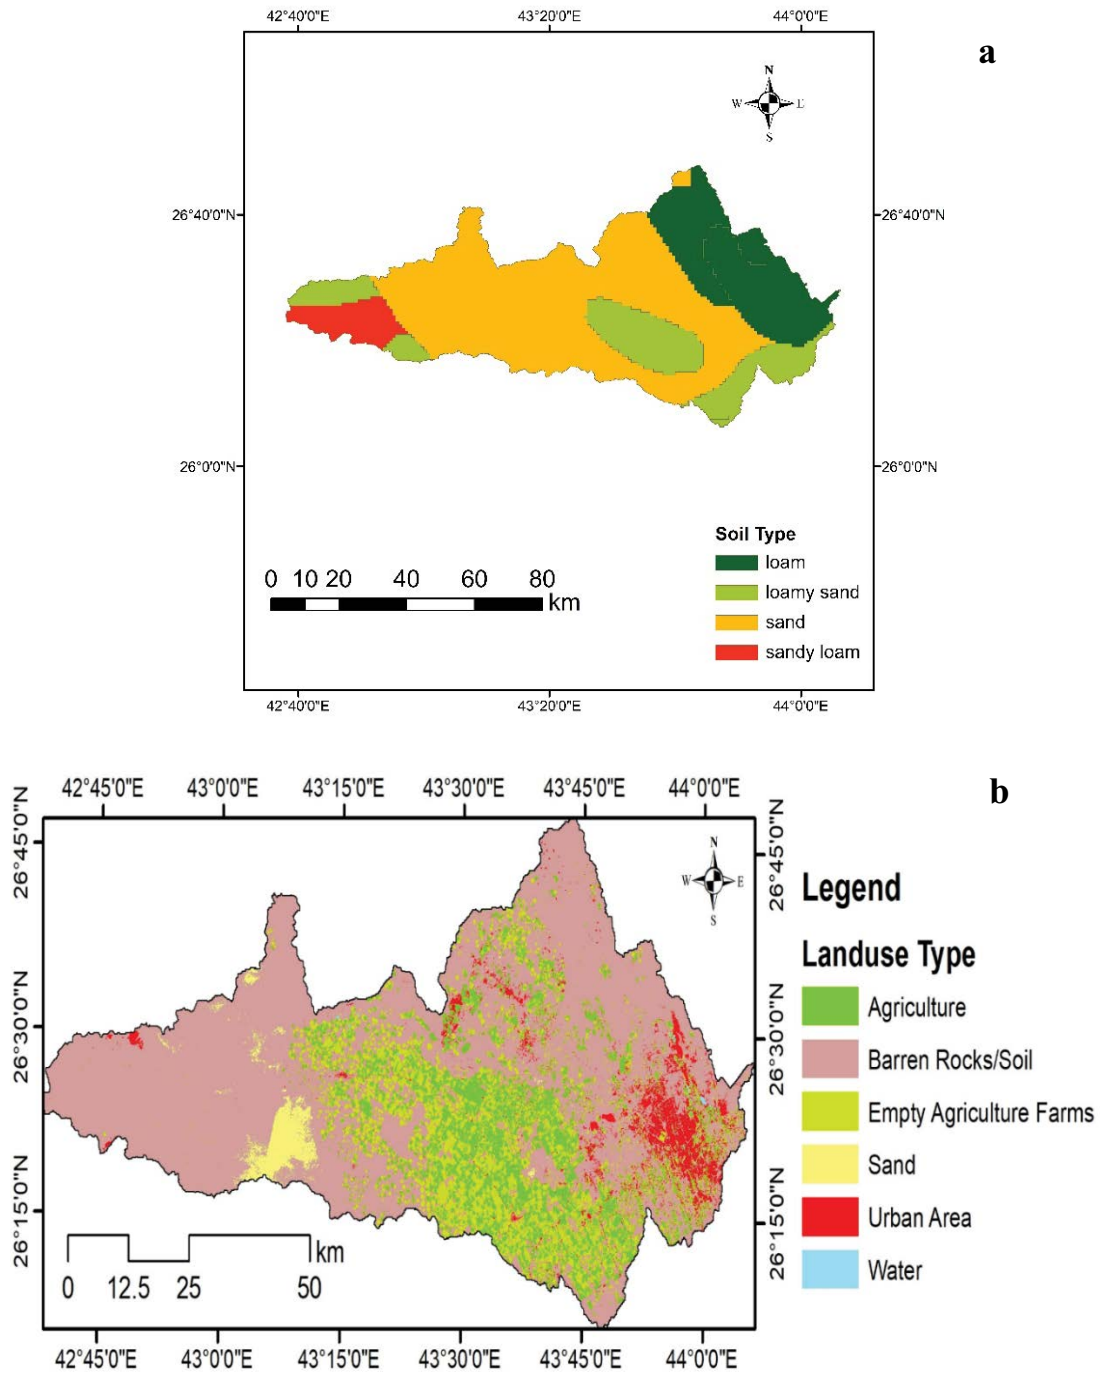 42°40'0"E 43°20'0"E 44°0'0"E
a
N
W E
S
26°40'0"N 26°40'0"N
26°0'0"N 26°0'0"N
Soil Type
loam
loamy sand
sand
sandy loam
0 10 20 40 60 80
km
42°40'0"E 43°20'0"E 44°0'0"E
b
42°45'0"E 43°0'0"E 43°15'0"E 43°30'0"E 43°45'0"E 44°0'0"E
26°45'0"N 26°45'0"N
N
W E
S
Legend
Landuse Type
Agriculture
26°30'0"N 26°30'0"N
Barren Rocks/Soil
Empty Agriculture Farms
Sand
26°15'0"N 26°15'0"N
Urban Area
km
Water
0 12.5 25 50
42°45'0"E 43°0'0"E 43°15'0"E 43°30'0"E 43°45'0"E 44°0'0"E